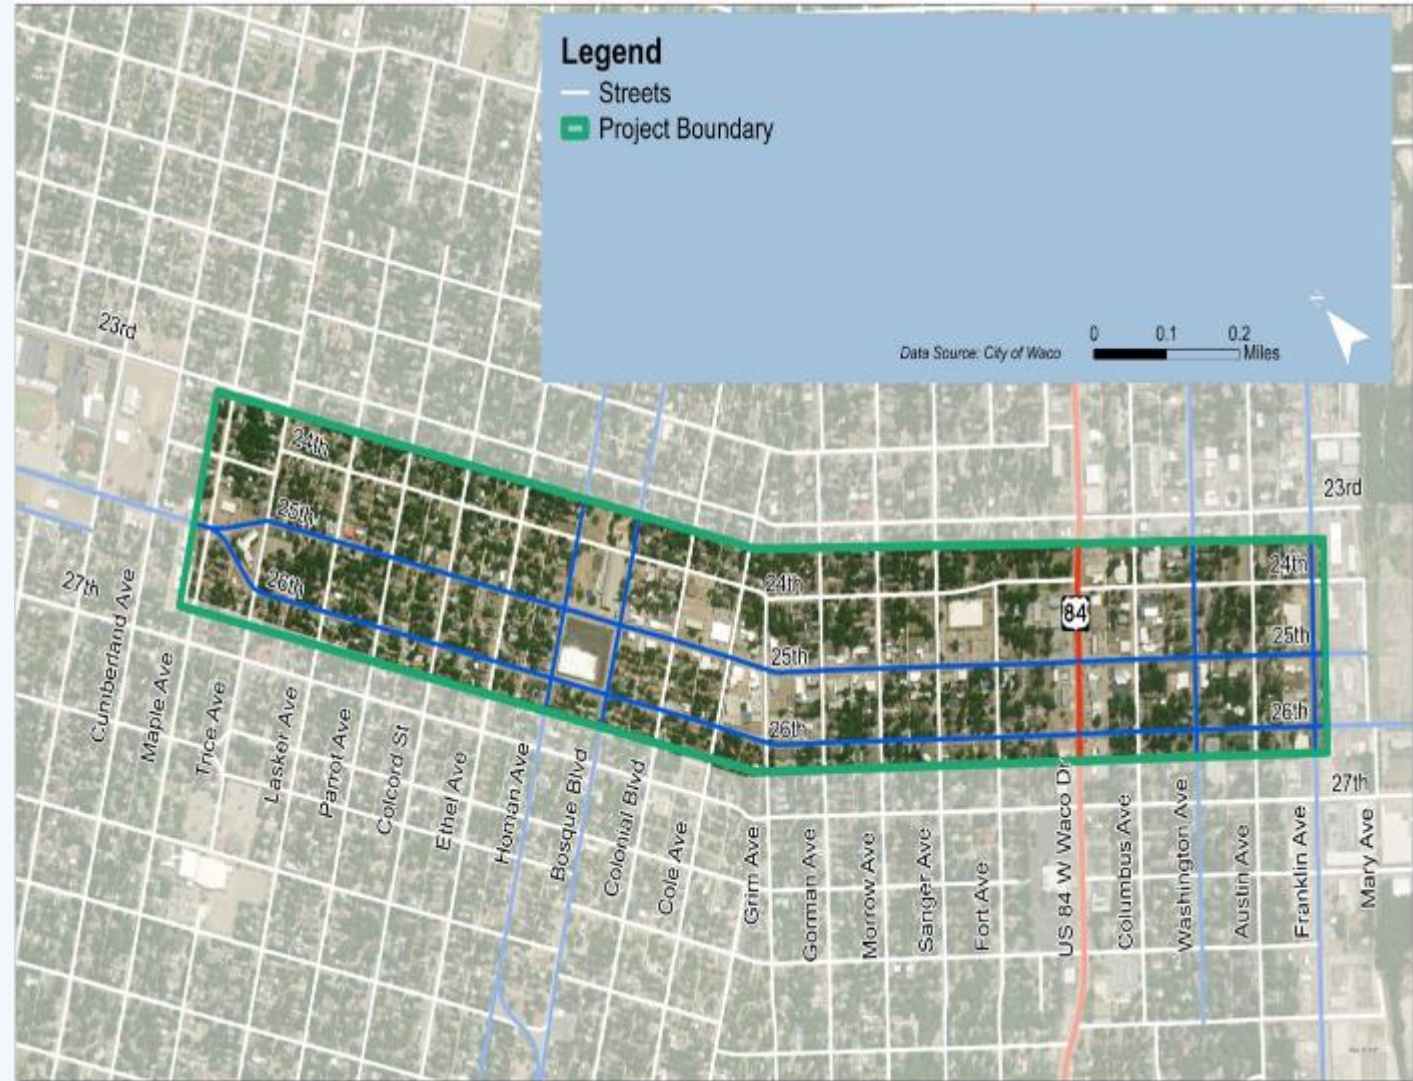 Legend
Streets
Project Boundary
Data Source: City of Waco
0 0.1 0.2
Miles
23rd
24th
25th
26th
27th
23rd
24th
24th
84
25th
25th
26th
26th
27th
Cumberland Ave
Maple Ave
Trice Ave
Lasker Ave
Parrot Ave
Colcord St
Ethel Ave
Homan Ave
Bosque Blvd
Colonial Blvd
Cole Ave
Grim Ave
Gorman Ave
Morrow Ave
Sanger Ave
Fort Ave
US 84 W Waco Dr
Columbus Ave
Washington Ave
Austin Ave
Franklin Ave
Mary Ave